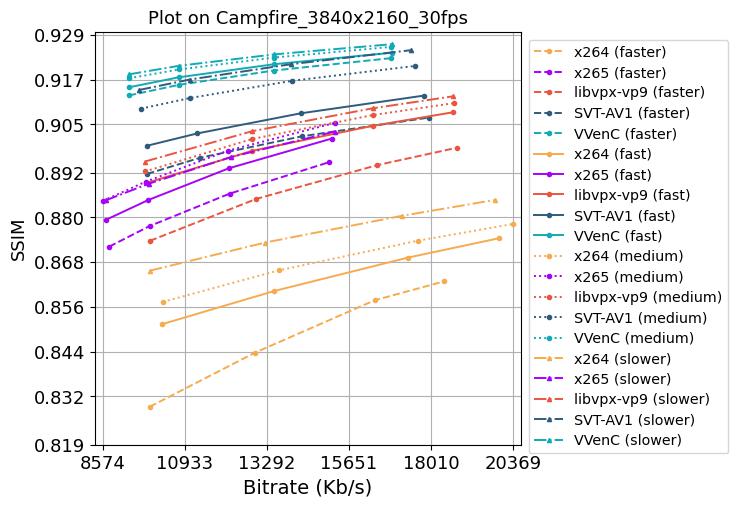 Plot on Campfire_3840x2160_30fps
0.929
0.917
0.905
0.892
0.880
0.868
0.856
0.844
0.832
0.819
SSIM
8574 10933 13292 15651 18010 20369
Bitrate (Kb/s)
x264 (faster)
x265 (faster)
libvpx-vp9 (faster)
SVT-AV1 (faster)
VVenC (faster)
x264 (fast)
x265 (fast)
libvpx-vp9 (fast)
SVT-AV1 (fast)
VVenC (fast)
x264 (medium)
x265 (medium)
libvpx-vp9 (medium)
SVT-AV1 (medium)
VVenC (medium)
x264 (slower)
x265 (slower)
libvpx-vp9 (slower)
SVT-AV1 (slower)
VVenC (slower)